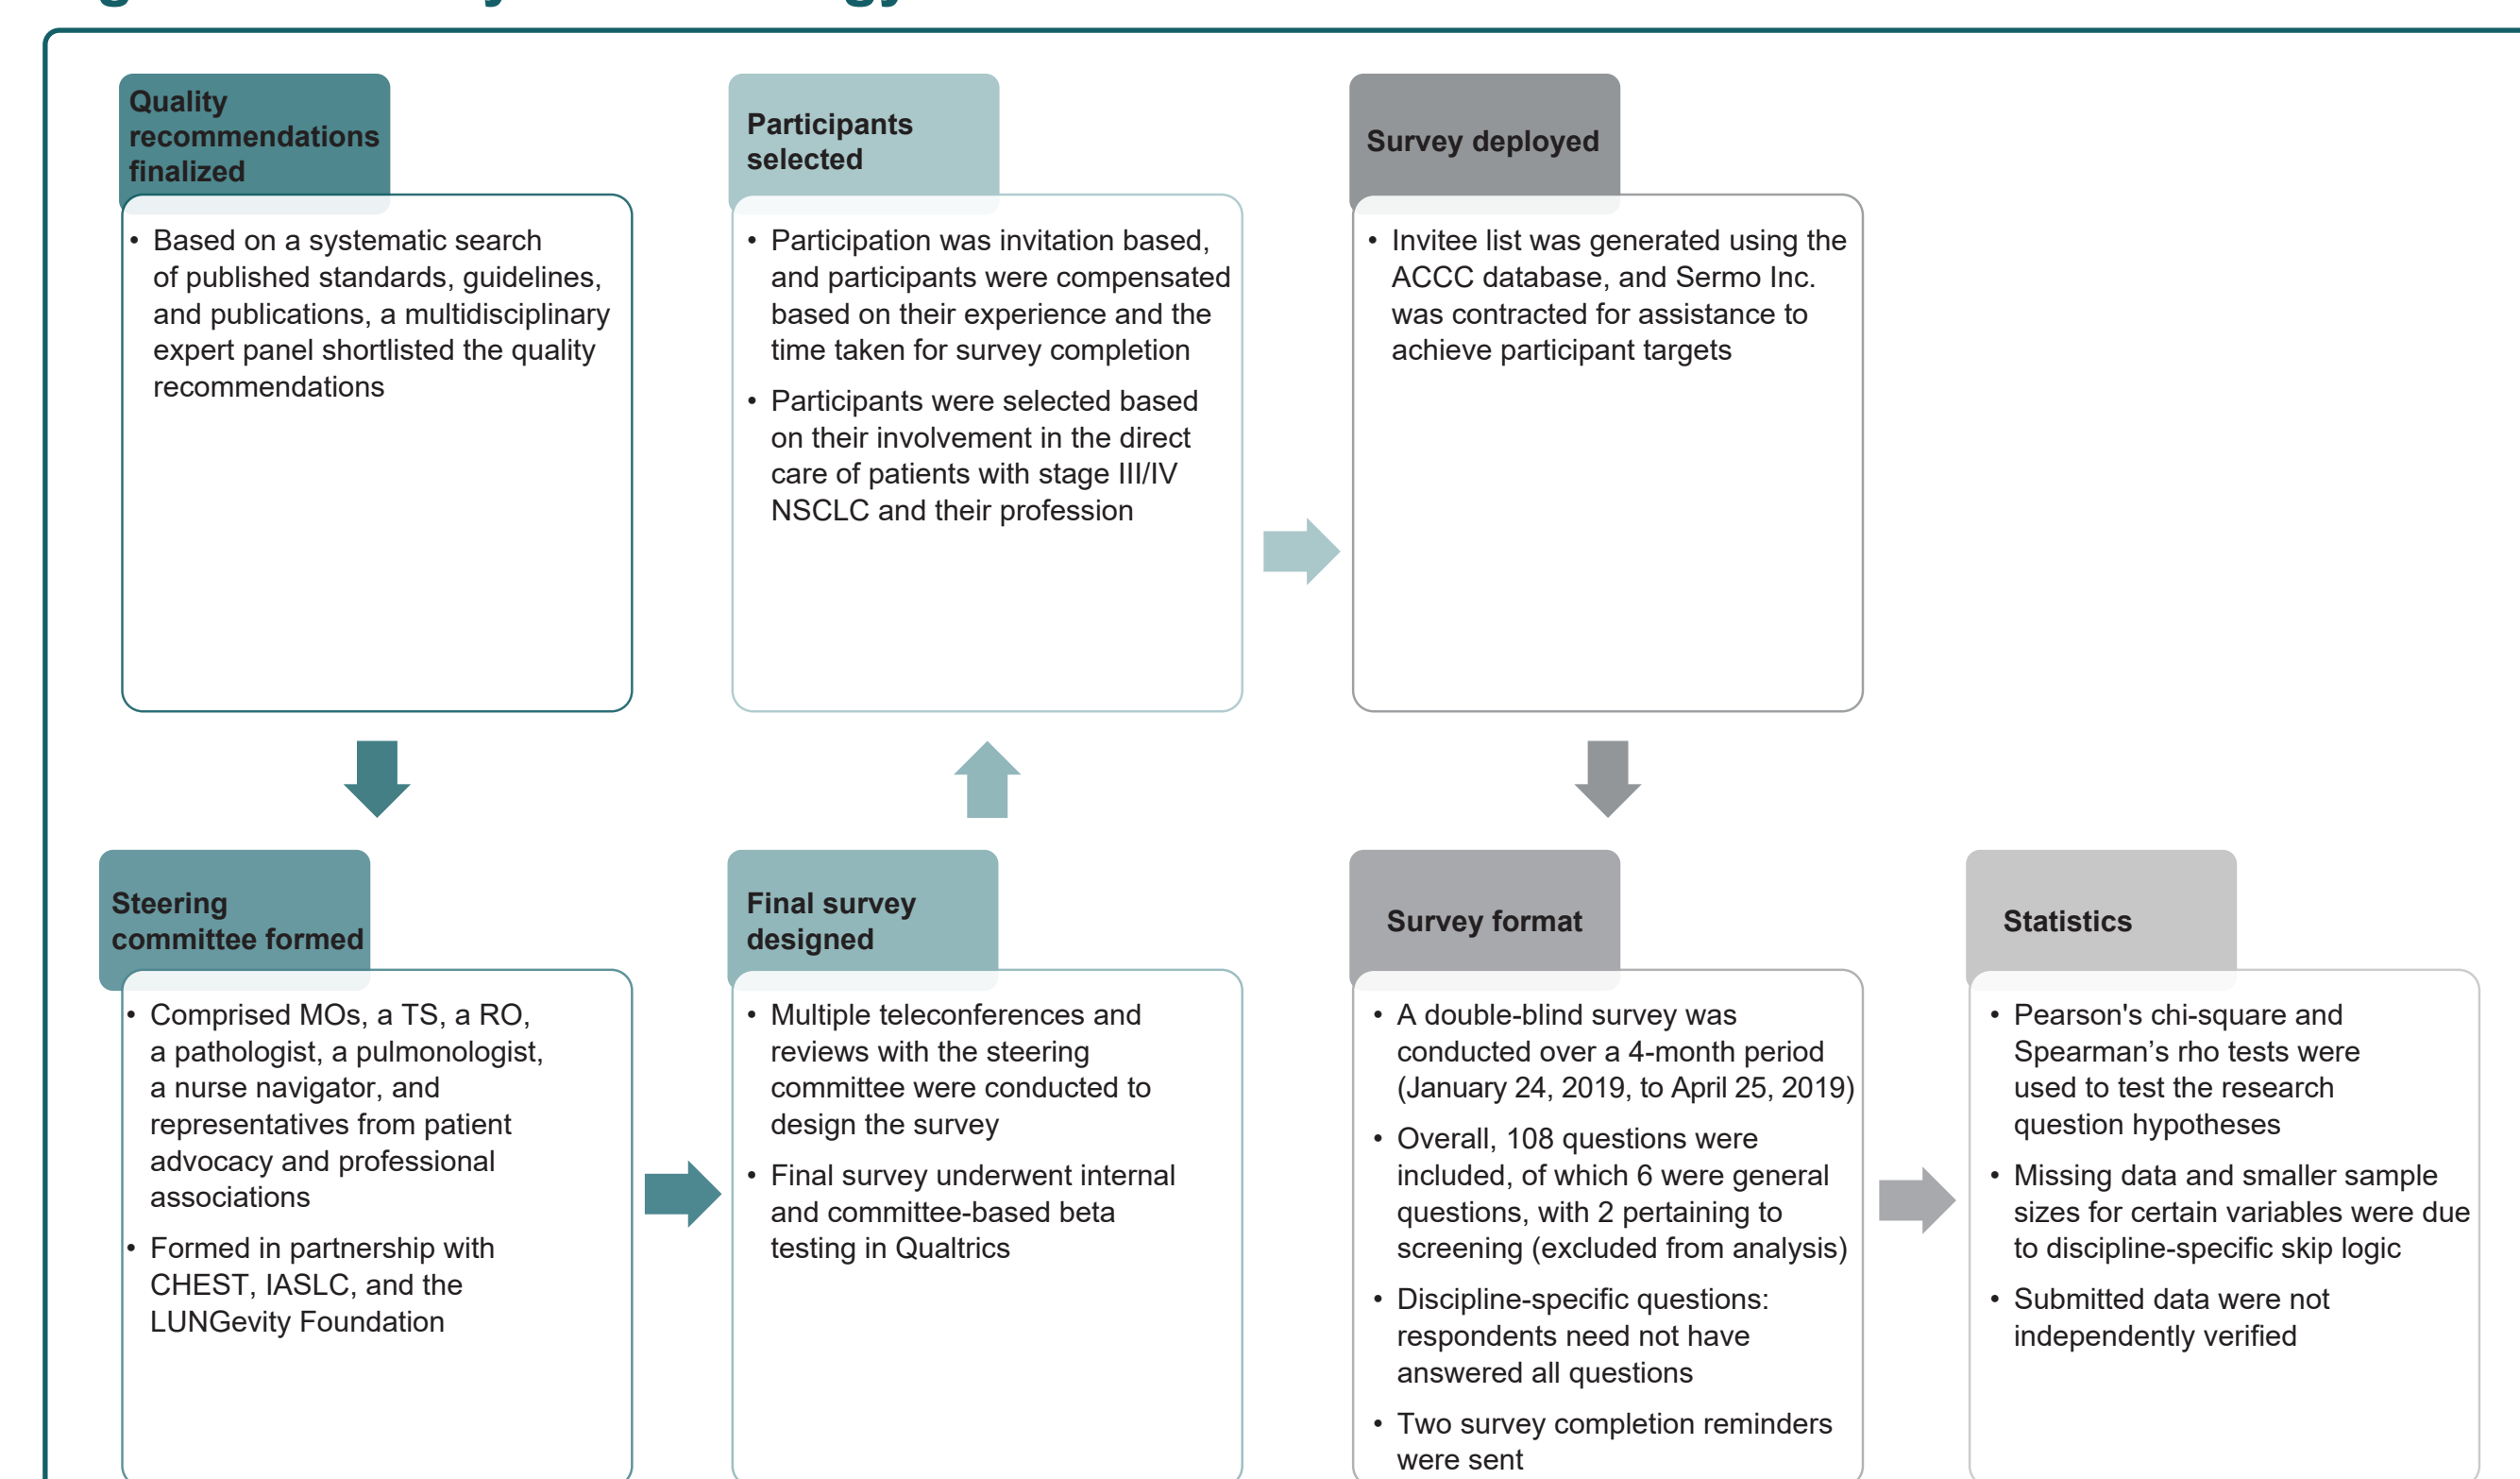 Quality
recommendations
finalized
• Based on a systematic search
of published standards, guidelines,
and publications, a multidisciplinary
expert panel shortlisted the quality
recommendations
Steering
committee formed
• Comprised MOs, a TS, a RO,
a pathologist, a pulmonologist,
a nurse navigator, and
representatives from patient
advocacy and professional
associations
• Formed in partnership with
CHEST, IASLC, and the
LUNGevity Foundation
Final survey
designed
• Multiple teleconferences and
reviews with the steering
committee were conducted to
design the survey
• Final survey underwent internal
and committee-based beta
testing in Qualtrics
Participants
selected
• Participation was invitation based,
and participants were compensated
based on their experience and the
time taken for survey completion
• Participants were selected based
on their involvement in the direct
care of patients with stage III/IV
NSCLC and their profession
Survey deployed
• Invitee list was generated using the
ACCC database, and Sermo Inc.
was contracted for assistance to
achieve participant targets
Survey format
• A double-blind survey was
conducted over a 4-month period
(January 24, 2019, to April 25, 2019)
• Overall, 108 questions were
included, of which 6 were general
questions, with 2 pertaining to
screening (excluded from analysis)
• Discipline-specific questions:
respondents need not have
answered all questions
• Two survey completion reminders
were sent
Statistics
• Pearson's chi-square and
Spearman’s rho tests were
used to test the research
question hypotheses
• Missing data and smaller sample
sizes for certain variables were due
to discipline-specific skip logic
• Submitted data were not
independently verified